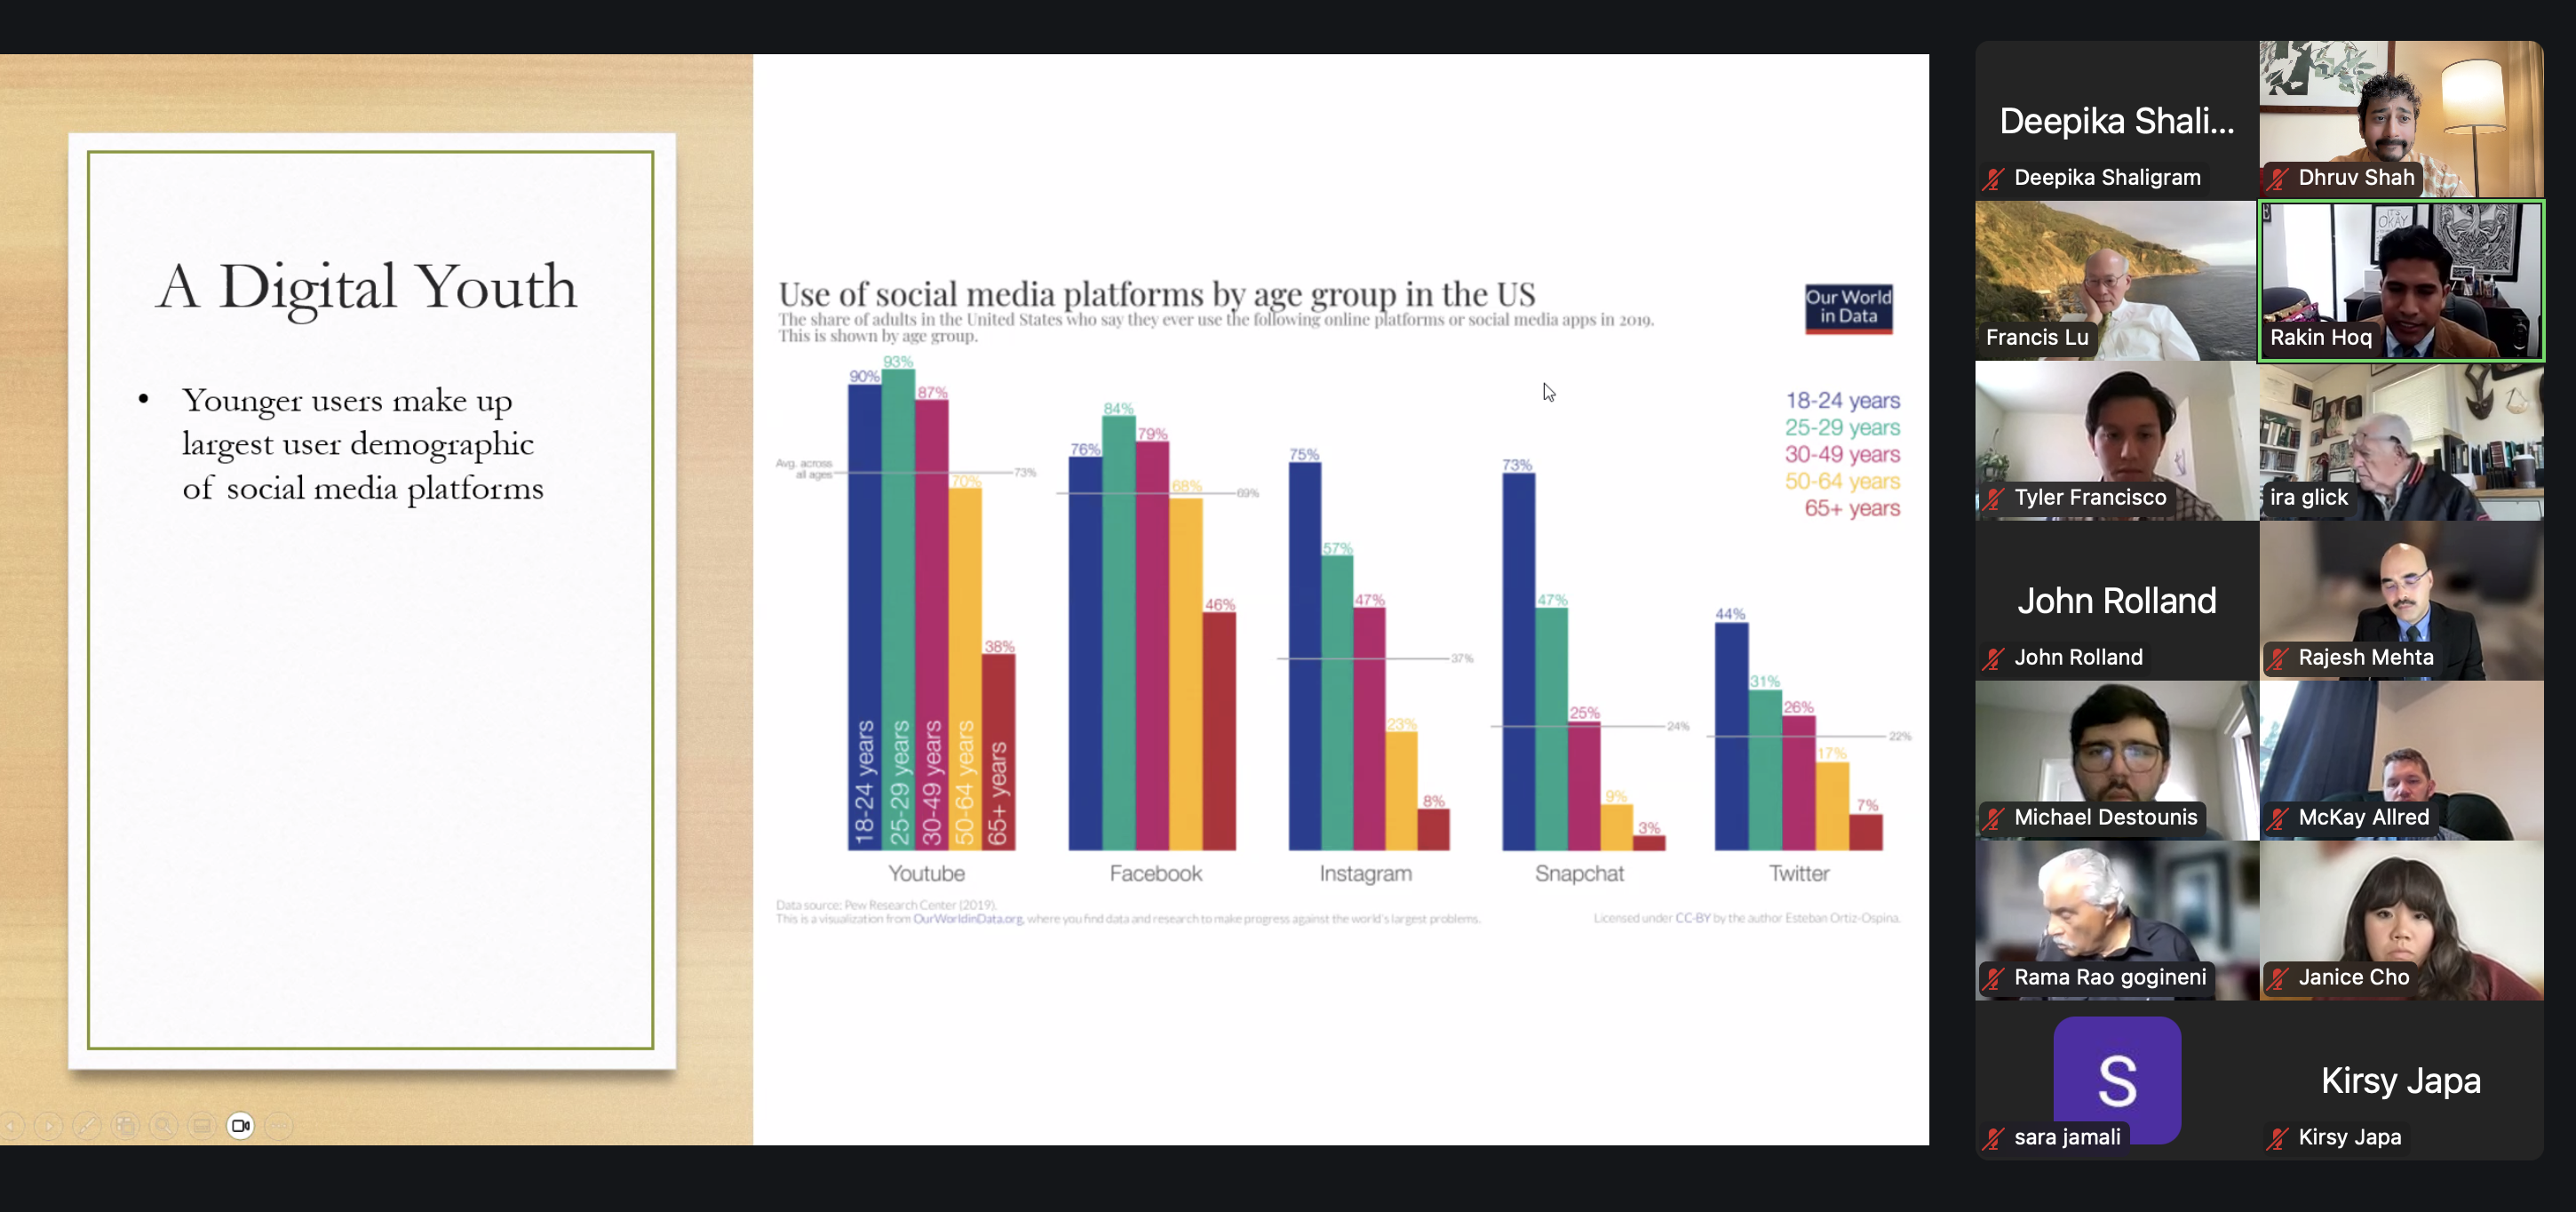 A Digital Youth
• Younger users make up
largest user demographic
of social media platforms
Use of social media platforms by age group in the US
The share of adults in the United States who say they ever use the following online platforms or social media apps in 2019.
This is shown by age group.
Our World
in Data
18-24 years
25-29 years
30-49 years
50-64 years
65+ years
Avg. across
all ages
90% 93% 87% 70% 38% 73%
18-24 years
25-29 years
30-49 years
50-64 years
65+ years
Youtube
76% 84% 79% 68% 46% 69%
Facebook
75% 57% 47% 23% 8% 37%
Instagram
73% 47% 25% 9% 3% 24%
Snapchat
44% 31% 26% 17% 7% 22%
Twitter
Data source: Pew Research Center (2019).
This is a visualization from OurWorldinData.org, where you find data and research to make progress against the world's largest problems.
Licensed under CC-BY by the author Esteban Ortiz-Ospina.
Deepika Shali...
Deepika Shaligram
Dhruv Shah
Francis Lu
IT'S
OKAY
Rakin Hoq
Tyler Francisco
ira glick
John Rolland
John Rolland
Rajesh Mehta
Michael Destounis
McKay Allred
Rama Rao gogineni
Janice Cho
S
sara jamali
Kirsy Japa
Kirsy Japa